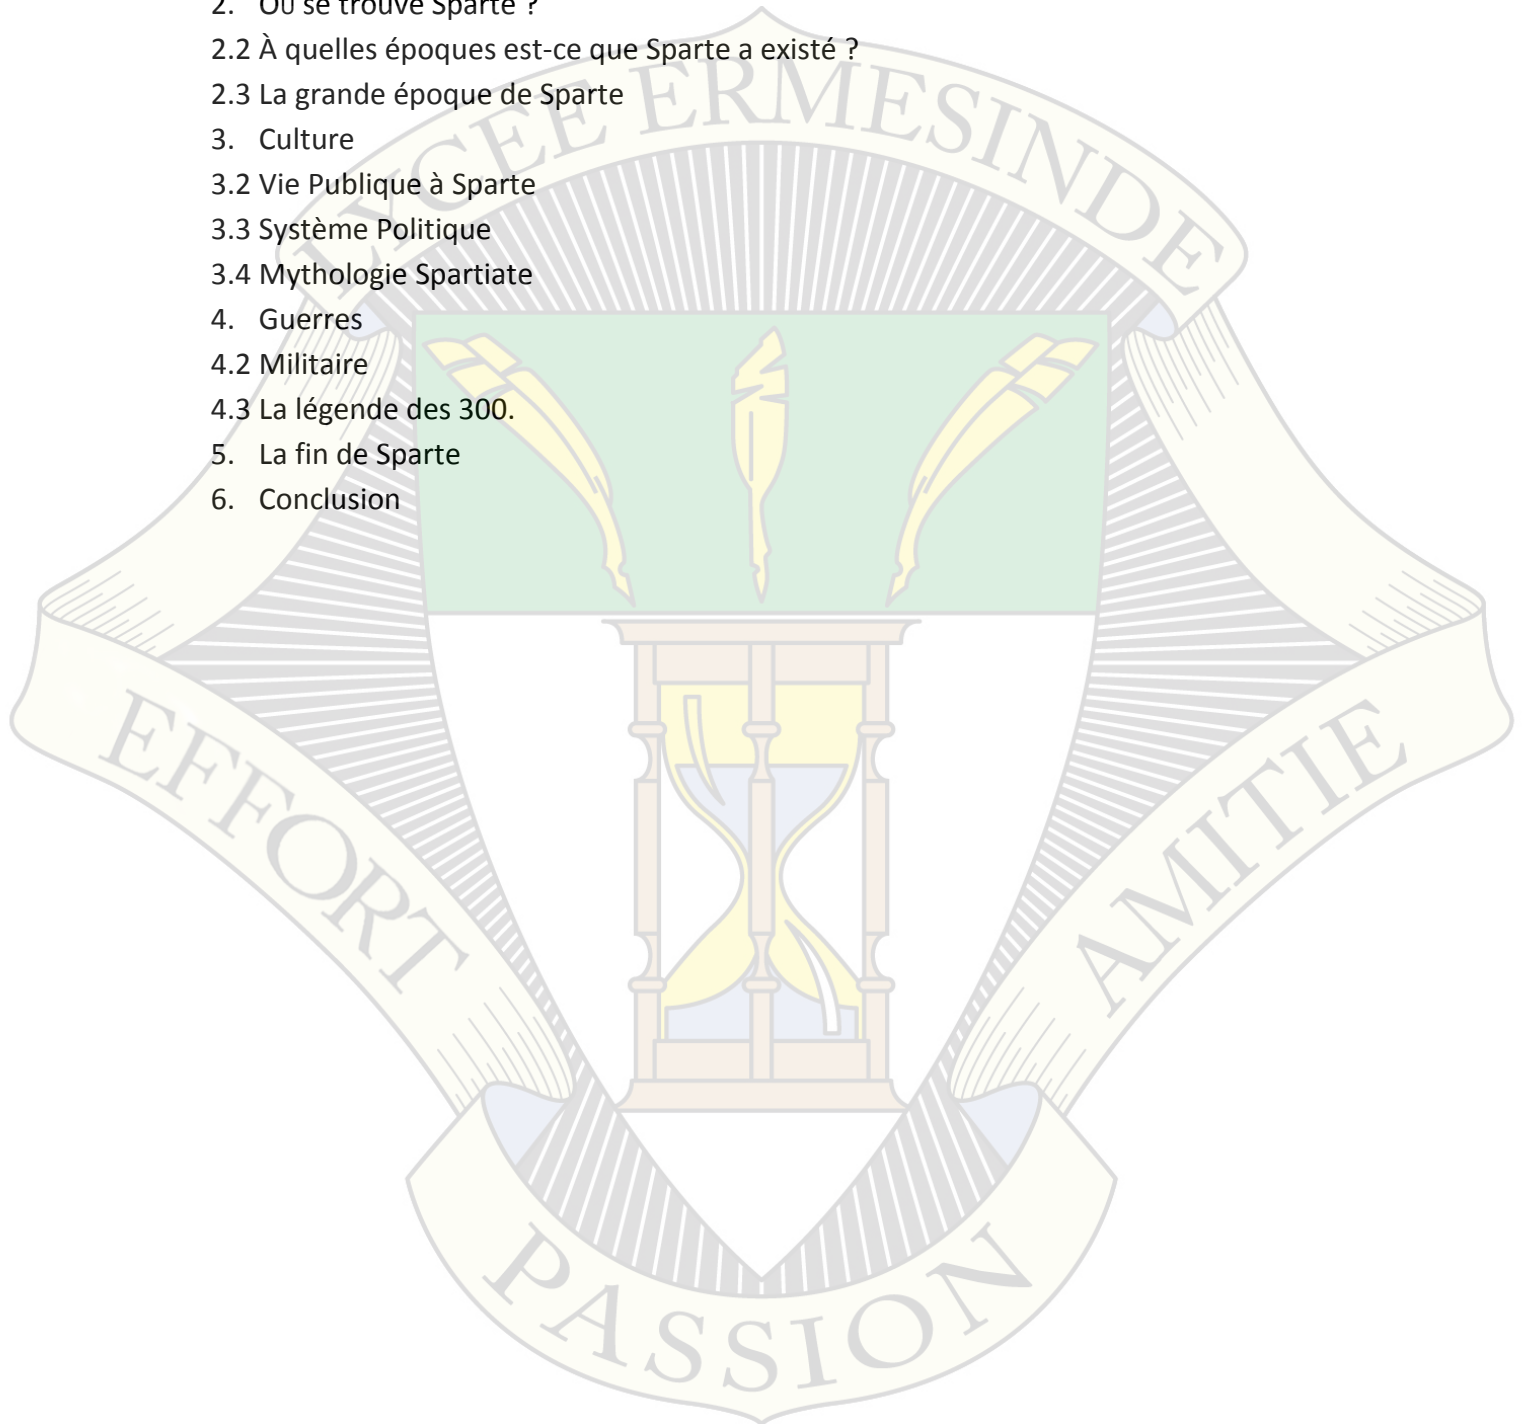 2. Où se trouve Sparte ?
2.2 À quelles époques est-ce que Sparte a existé ?
2.3 La grande époque de Sparte
3. Culture
3.2 Vie Publique à Sparte
3.3 Système Politique
3.4 Mythologie Spartiate
4. Guerres
4.2 Militaire
4.3 La légende des 300.
5. La fin de Sparte
6. Conclusion
LYCEE ERMESINDE
EFFORT
AMITIE
PASSION